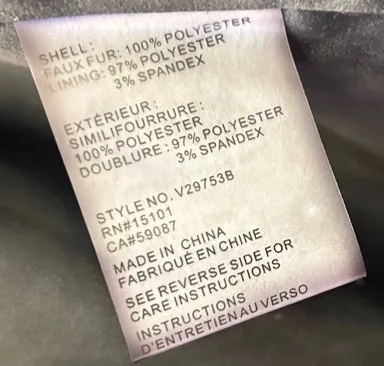 SHELL:
FAUX FUR: 100% POLYESTER
LINING: 97% POLYESTER
3% SPANDEX
EXTÉRIEUR:
SIMILIFOURRURE:
100% POLYESTER
DOUBLURE: 97% POLYESTER
3% SPANDEX
STYLE NO. V29753B
RN#15101
CA#59087
MADE IN CHINA
FABRIQUÉ EN CHINE
SEE REVERSE SIDE FOR
CARE INSTRUCTIONS
INSTRUCTIONS
D'ENTRETIEN AU VERSO